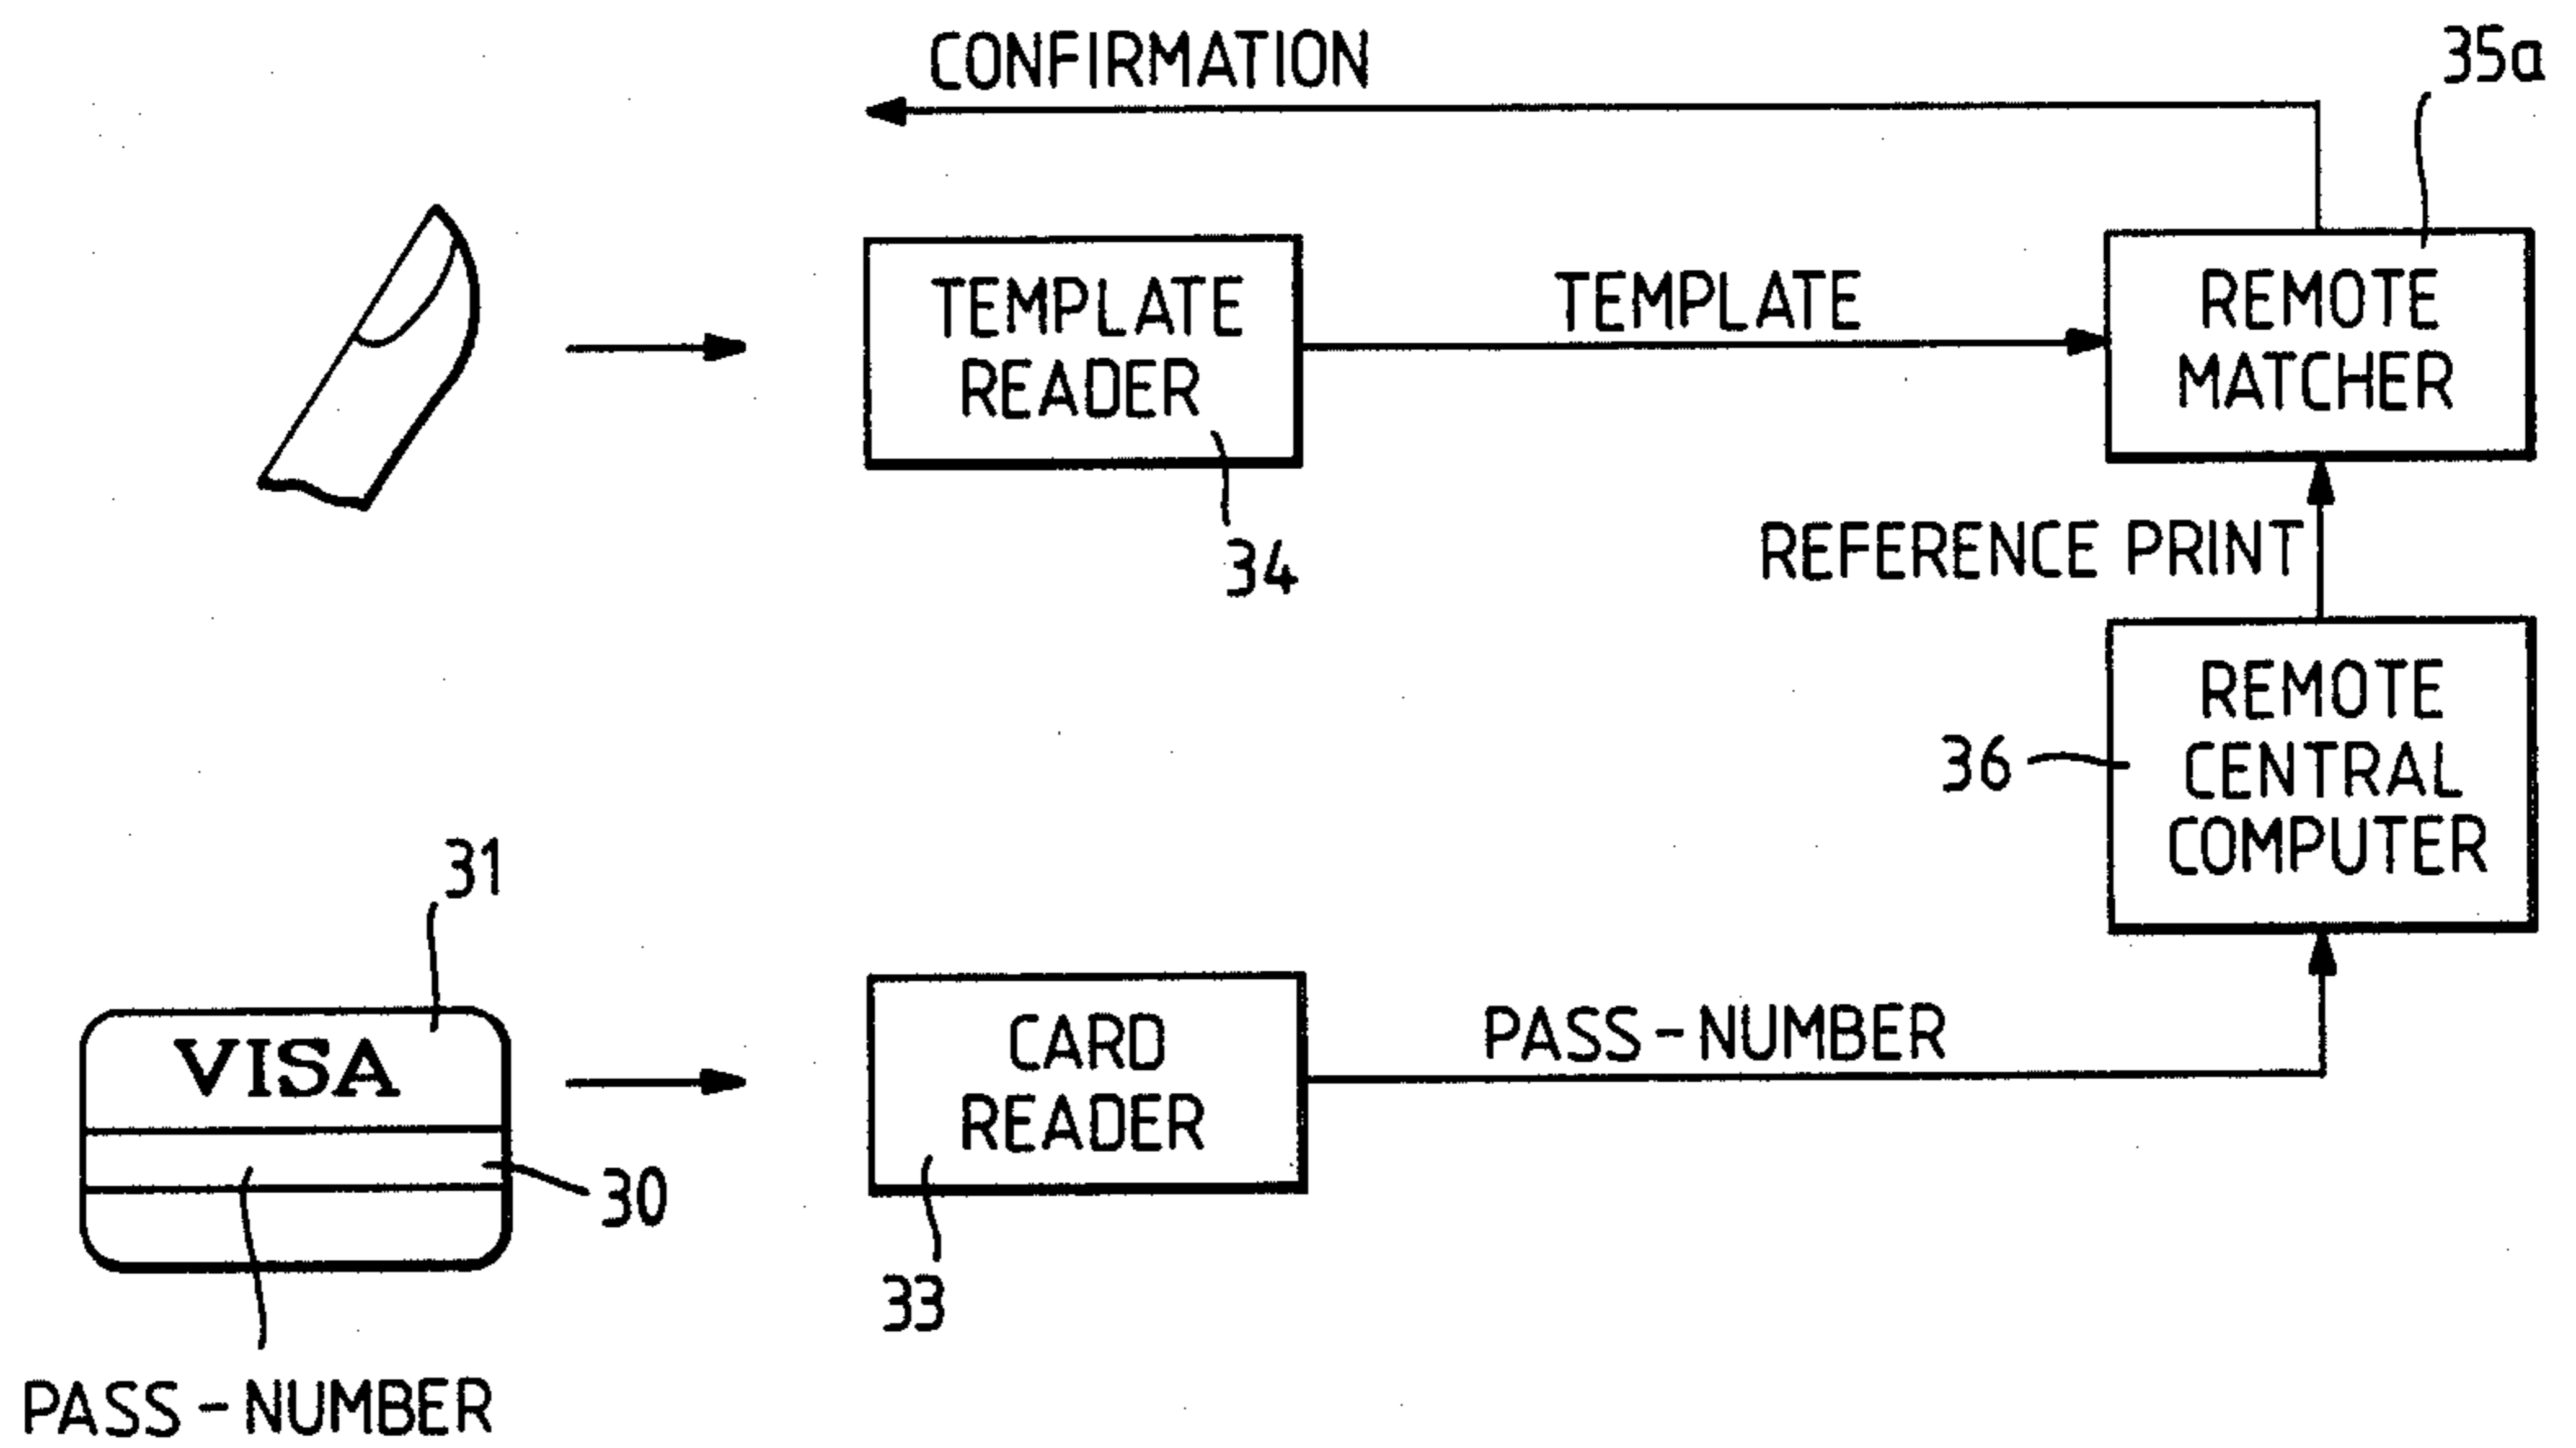 CONFIRMATION
35a
TEMPLATE
READER
TEMPLATE
REMOTE
MATCHER
34
REFERENCE PRINT
REMOTE
CENTRAL
COMPUTER
36
31
VISA
30
CARD
READER
PASS-NUMBER
33
PASS-NUMBER